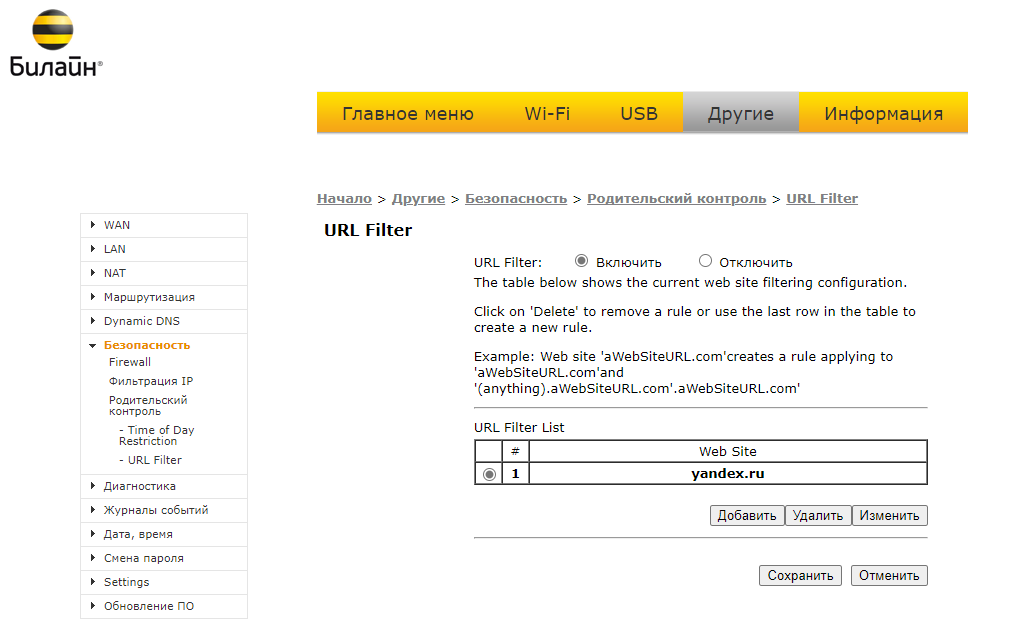 Билайн®
Главное меню Wi-Fi USB Другие Информация
Начало > Другие > Безопасность > Родительский контроль > URL Filter
WAN
LAN
NAT
Маршрутизация
Dynamic DNS
Безопасность
Firewall
Фильтрация IP
Родительский
контроль
- Time of Day
Restriction
- URL Filter
Диагностика
Журналы событий
Дата, время
Смена пароля
Settings
Обновление ПО
URL Filter
URL Filter: Включить Отключить
The table below shows the current web site filtering configuration.
Click on 'Delete' to remove a rule or use the last row in the table to
create a new rule.
Example: Web site 'aWebSiteURL.com'creates a rule applying to
'aWebSiteURL.com'and
'(anything).aWebSiteURL.com'.aWebSiteURL.com'
URL Filter List
# Web Site
1 yandex.ru
Добавить Удалить Изменить
Сохранить Отменить